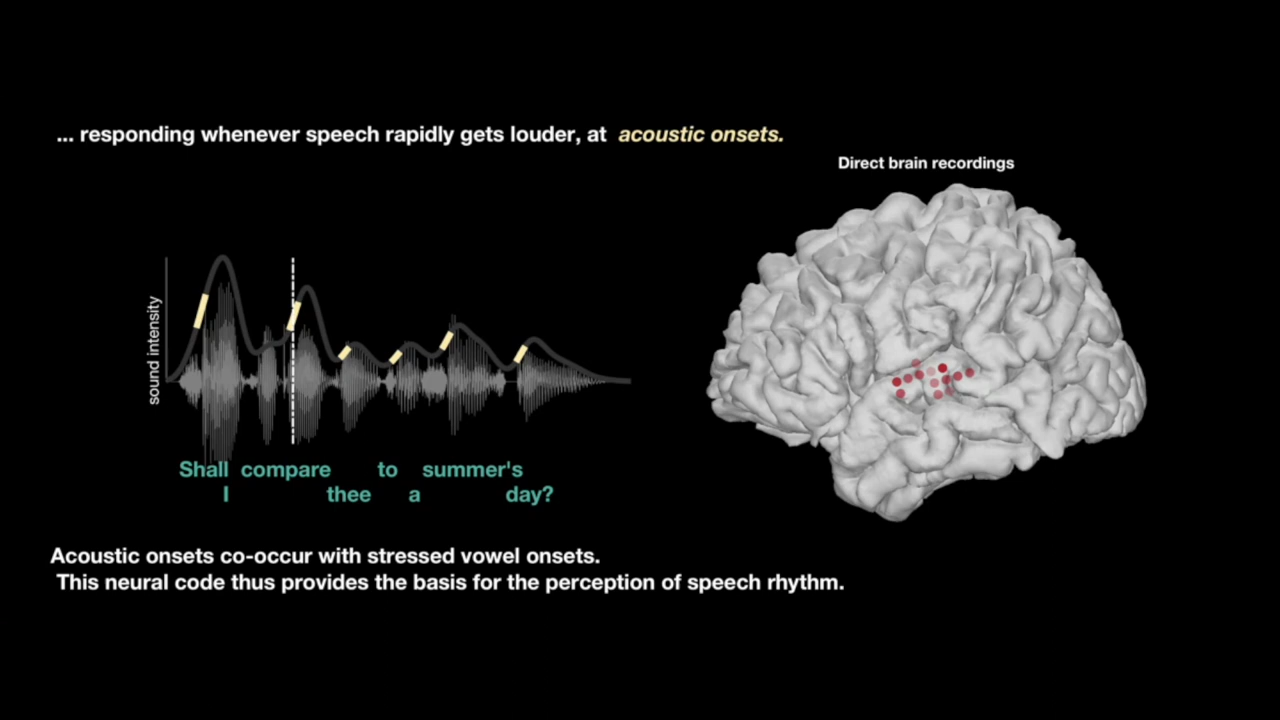 ... responding whenever speech rapidly gets louder, at acoustic onsets.
Direct brain recordings
sound intensity
Shall compare to summer's
I thee a day?
Acoustic onsets co-occur with stressed vowel onsets.
This neural code thus provides the basis for the perception of speech rhythm.